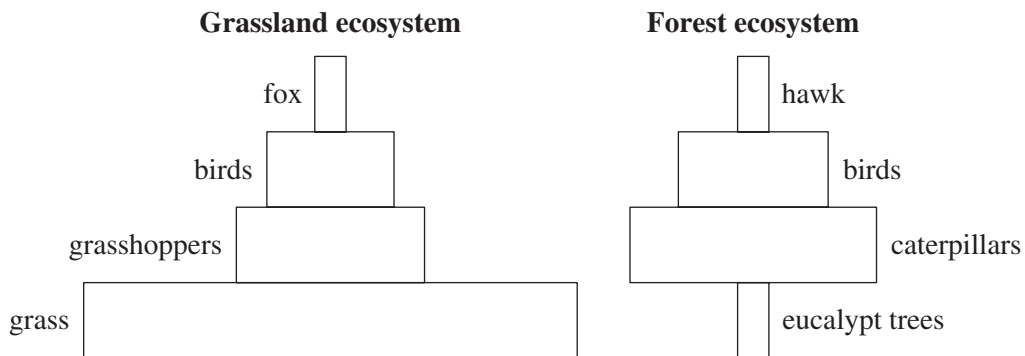 Grassland ecosystem
fox
birds
grasshoppers
grass
Forest ecosystem
hawk
birds
caterpillars
eucalypt trees